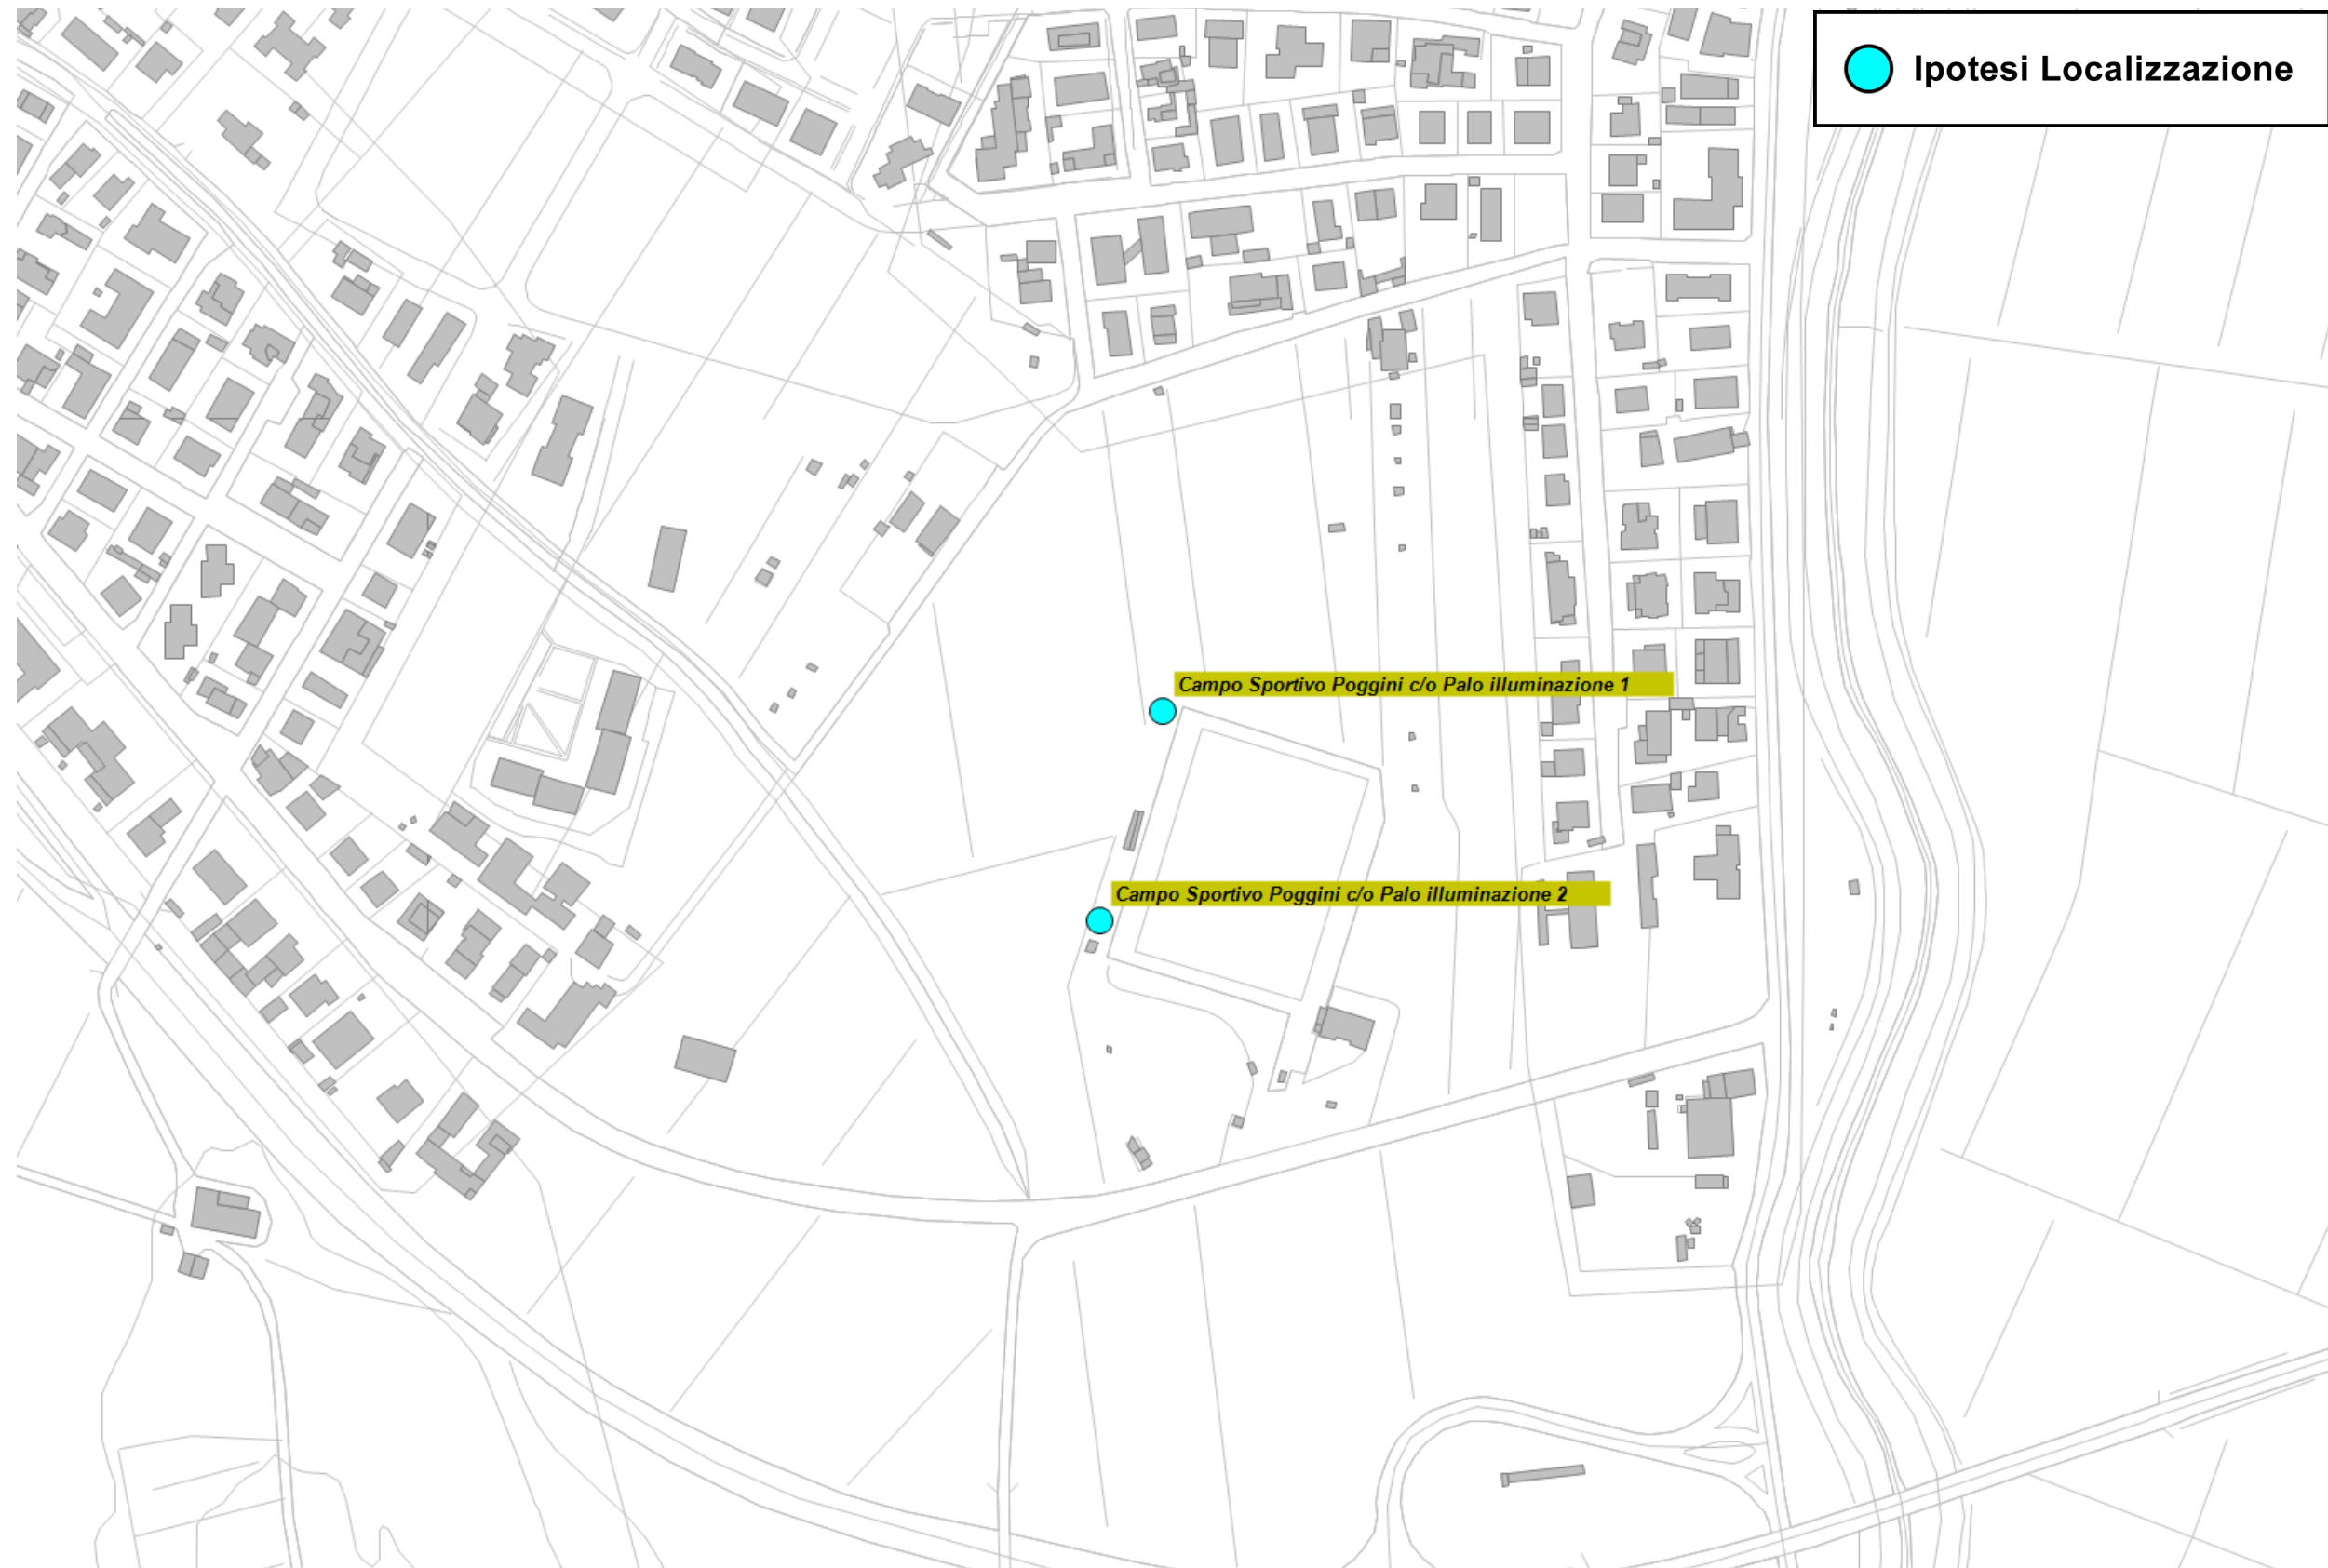 Ipotesi Localizzazione
Campo Sportivo Poggini c/o Palo illuminazione 1
Campo Sportivo Poggini c/o Palo illuminazione 2